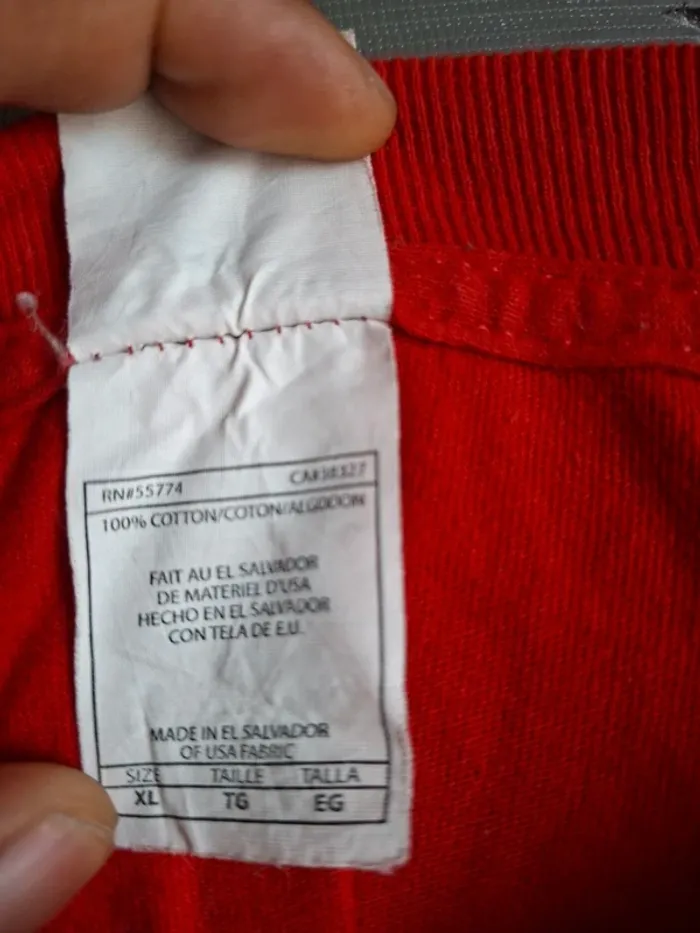 RN#55774 CA#38327
100% COTTON/COTON/ALGODON
FAIT AU EL SALVADOR
DE MATERIEL D'USA
HECHO EN EL SALVADOR
CON TELA DE E.U.
MADE IN EL SALVADOR
OF USA FABRIC
SIZE TAILLE TALLA
XL TG EG